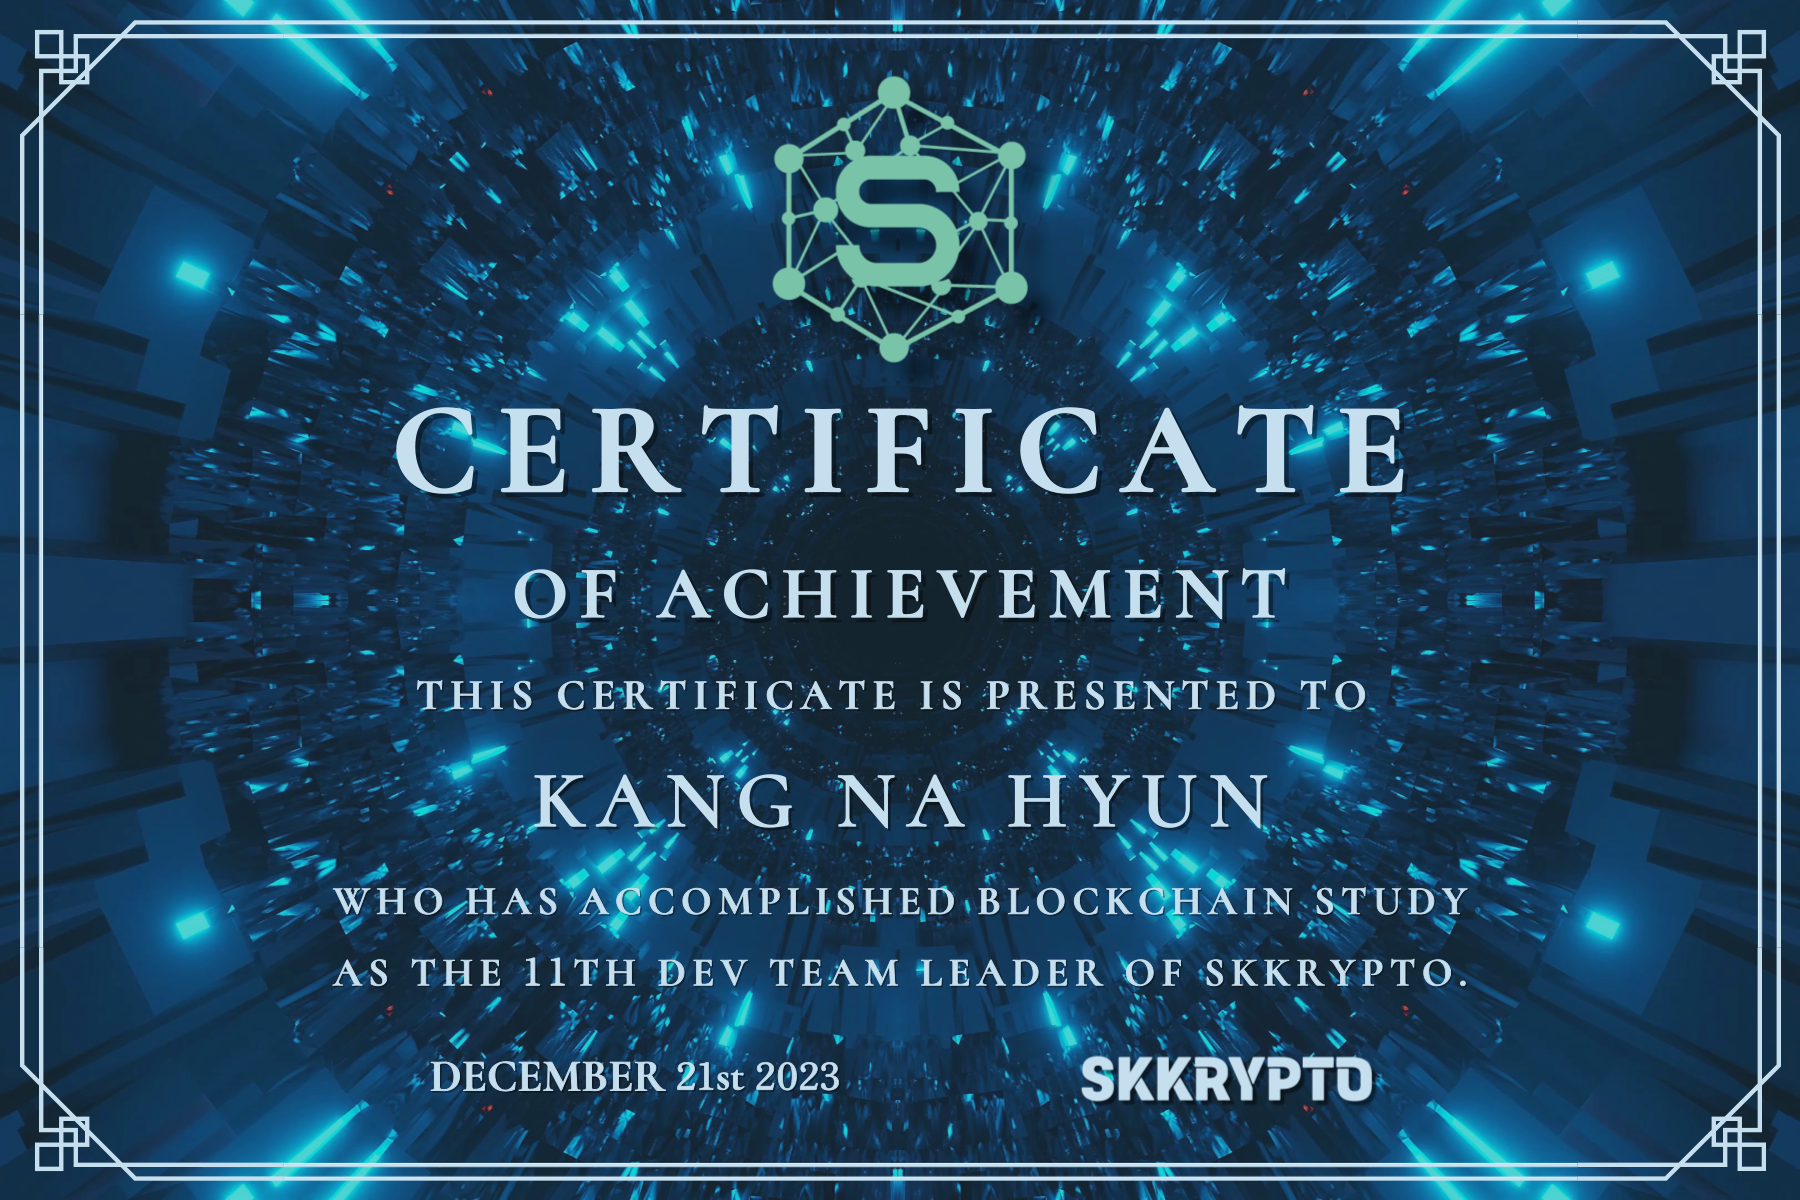 S
CERTIFICATE
OF ACHIEVEMENT
THIS CERTIFICATE IS PRESENTED TO
KANG NA HYUN
WHO HAS ACCOMPLISHED BLOCKCHAIN STUDY
AS THE 11TH DEV TEAM LEADER OF SKKRYPTO.
DECEMBER 21st 2023
SKKRYPTO